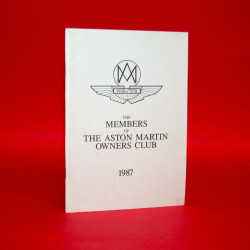 THE
MEMBERS
OF
THE ASTON MARTIN
OWNERS CLUB
1987